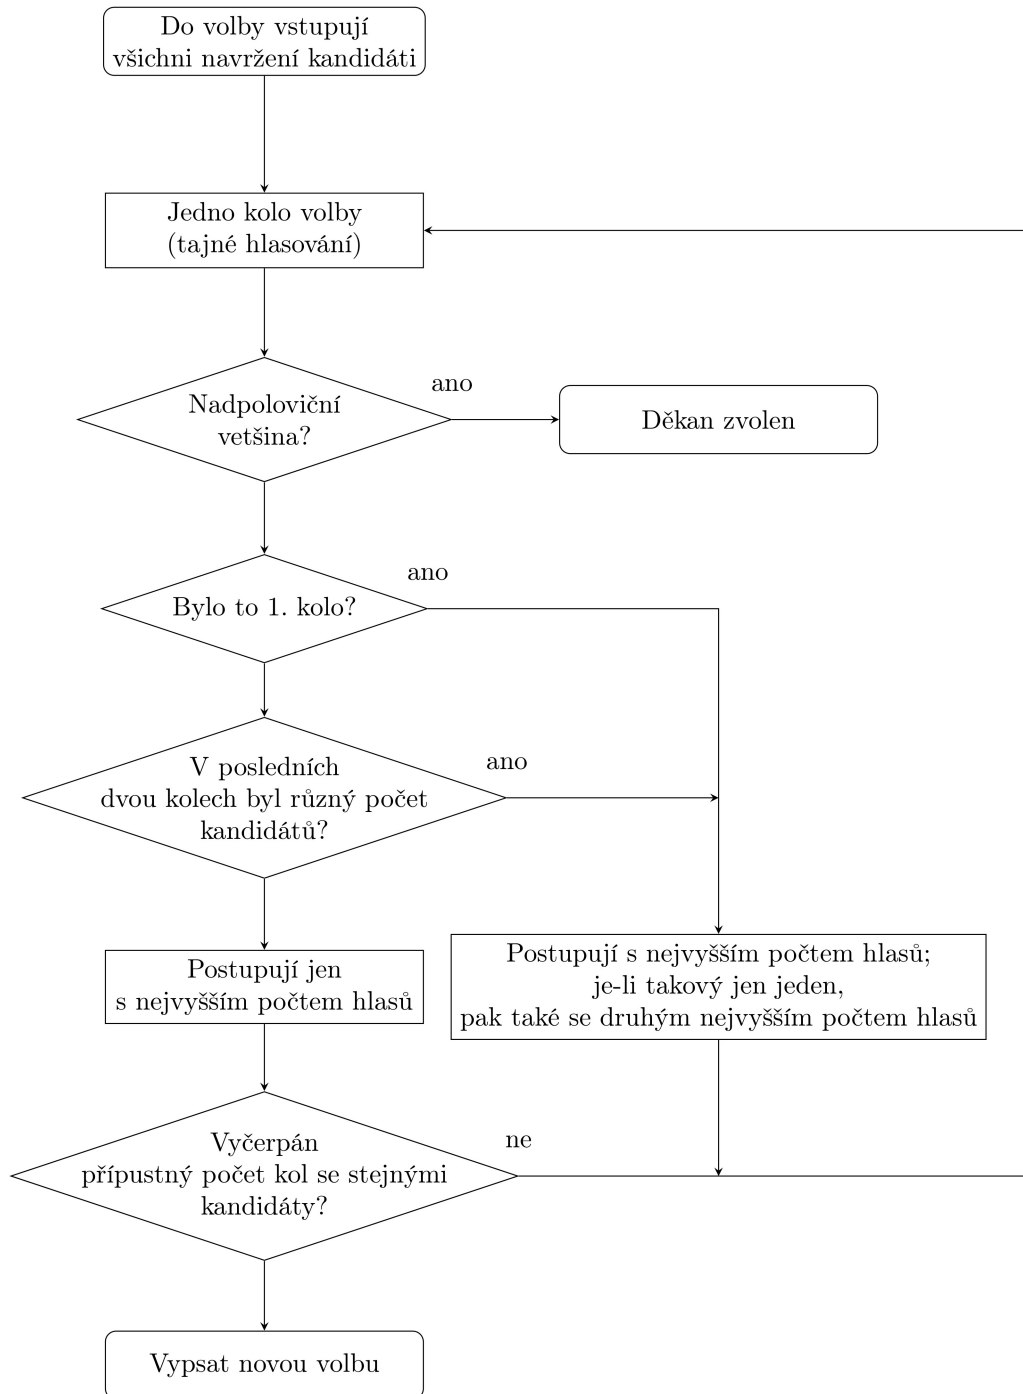 Do volby vstupují
všichni navržení kandidáti
Jedno kolo volby
(tajné hlasování)
ano
Nadpoloviční
vetšina?
Děkan zvolen
ano
Bylo to 1. kolo?
ano
V posledních
dvou kolech byl různý počet
kandidátů?
Postupují jen
s nejvyšším počtem hlasů
Postupují s nejvyšším počtem hlasů;
je-li takový jen jeden,
pak také se druhým nejvyšším počtem hlasů
ne
Vyčerpán
přípustný počet kol se stejnými
kandidáty?
Vypsat novou volbu